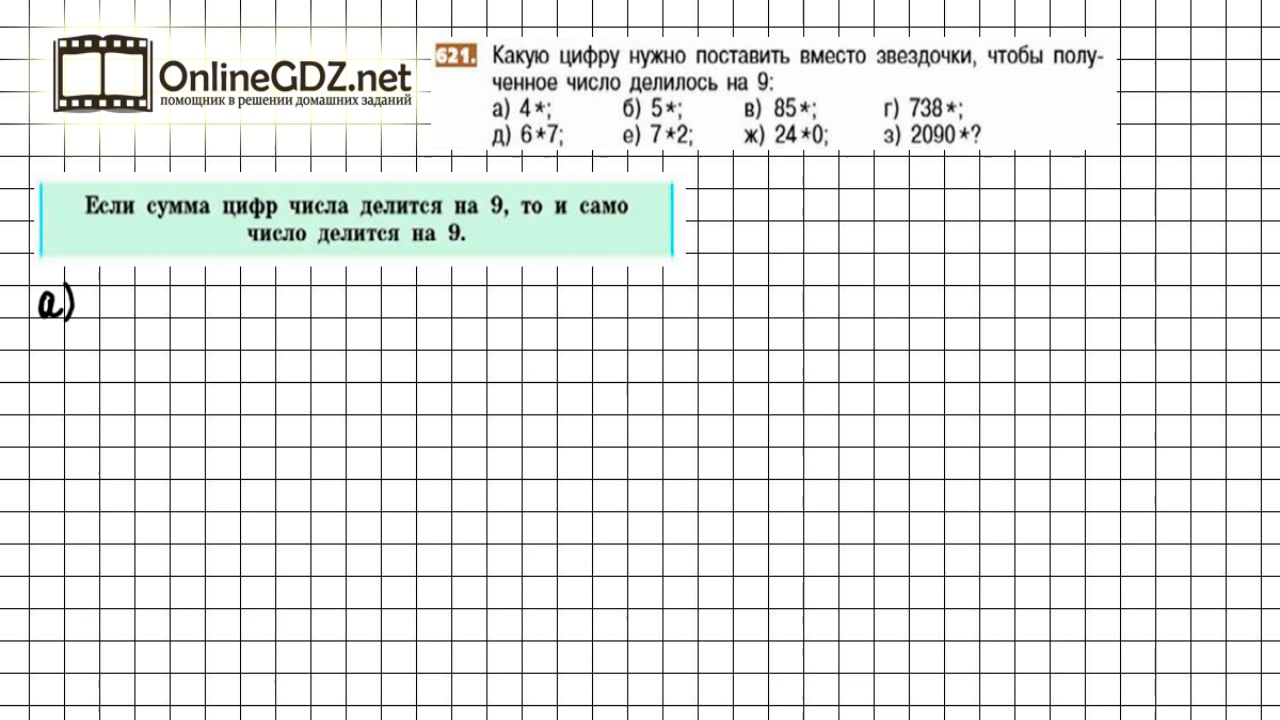 OnlineGDZ.net
помощник в решении домашних заданий
621. Какую цифру нужно поставить вместо звездочки, чтобы полу-
ченное число делилось на 9:
а) 4*; б) 5*; в) 85*; г) 738*;
д) 6*7; е) 7*2; ж) 24*0; з) 2090*?
Если сумма цифр числа делится на 9, то и само
число делится на 9.
а)